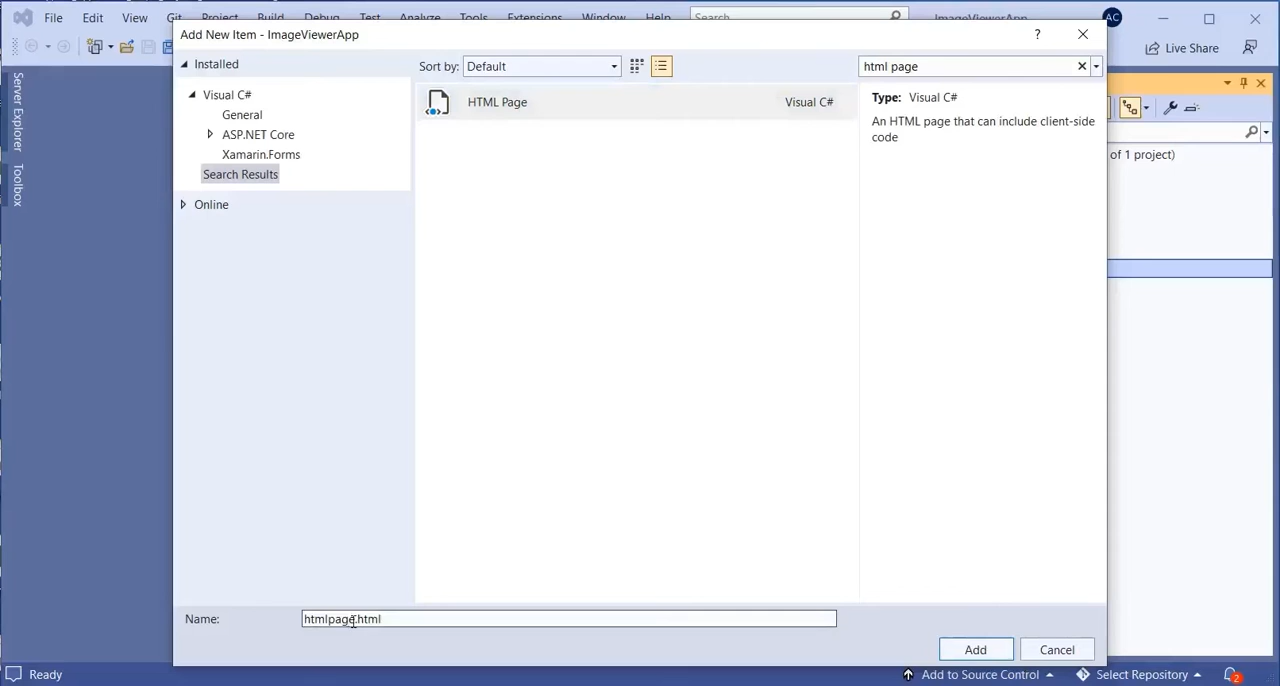 File Edit View Git Project Build Debug Test Analyze Tools Extensions Window Help Search ImageViewerApp AC
Live Share
Add New Item - ImageViewerApp ?
Installed
Sort by: Default
html page
Visual C#
General
ASP.NET Core
Xamarin.Forms
Search Results
Online
HTML Page Visual C#
Type: Visual C#
An HTML page that can include client-side
code
of 1 project)
Server Explorer
Toolbox
Name: htmlpage.html
Add Cancel
Ready Add to Source Control Select Repository 2